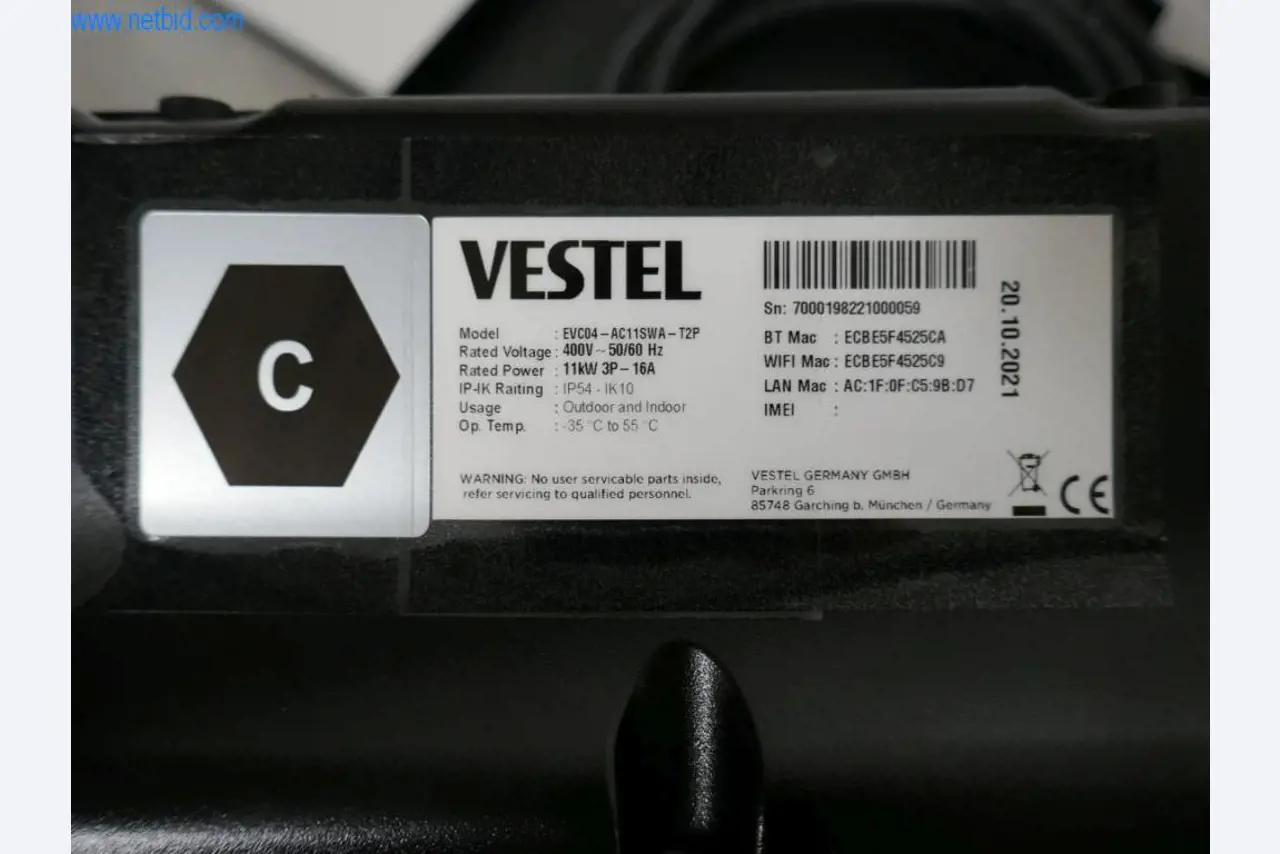 www.netbid.com
C
VESTEL
Model : EVC04-AC11SWA-T2P
Rated Voltage : 400V ~ 50/60 Hz
Rated Power : 11kW 3P-16A
IP-IK Raiting : IP54 - IK10
Usage : Outdoor and Indoor
Op. Temp. : -35 °C to 55 °C
WARNING: No user servicable parts inside,
refer servicing to qualified personnel.
Sn: 7000198221000059
BT Mac : ECBE5F4525CA
WIFI Mac : ECBE5F4525C9
LAN Mac : AC:1F:0F:C5:9B:D7
IMEI :
VESTEL GERMANY GMBH
Parkring 6
85748 Garching b. München / Germany
20.10.2021
CE